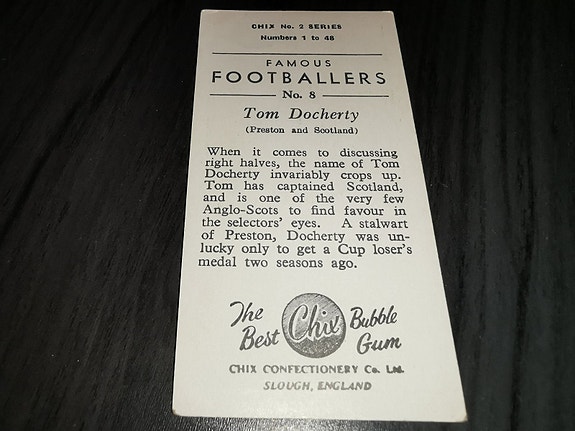 CHIX No. 2 SERIES
Numbers 1 to 48
FAMOUS
FOOTBALLERS
No. 8
Tom Docherty
(Preston and Scotland)
When it comes to discussing
right halves, the name of Tom
Docherty invariably crops up.
Tom has captained Scotland,
and is one of the very few
Anglo-Scots to find favour in
the selectors' eyes. A stalwart
of Preston, Docherty was un-
lucky only to get a Cup loser's
medal two seasons ago.
The Best Chix Bubble Gum
CHIX CONFECTIONERY Co. Ltd.
SLOUGH, ENGLAND